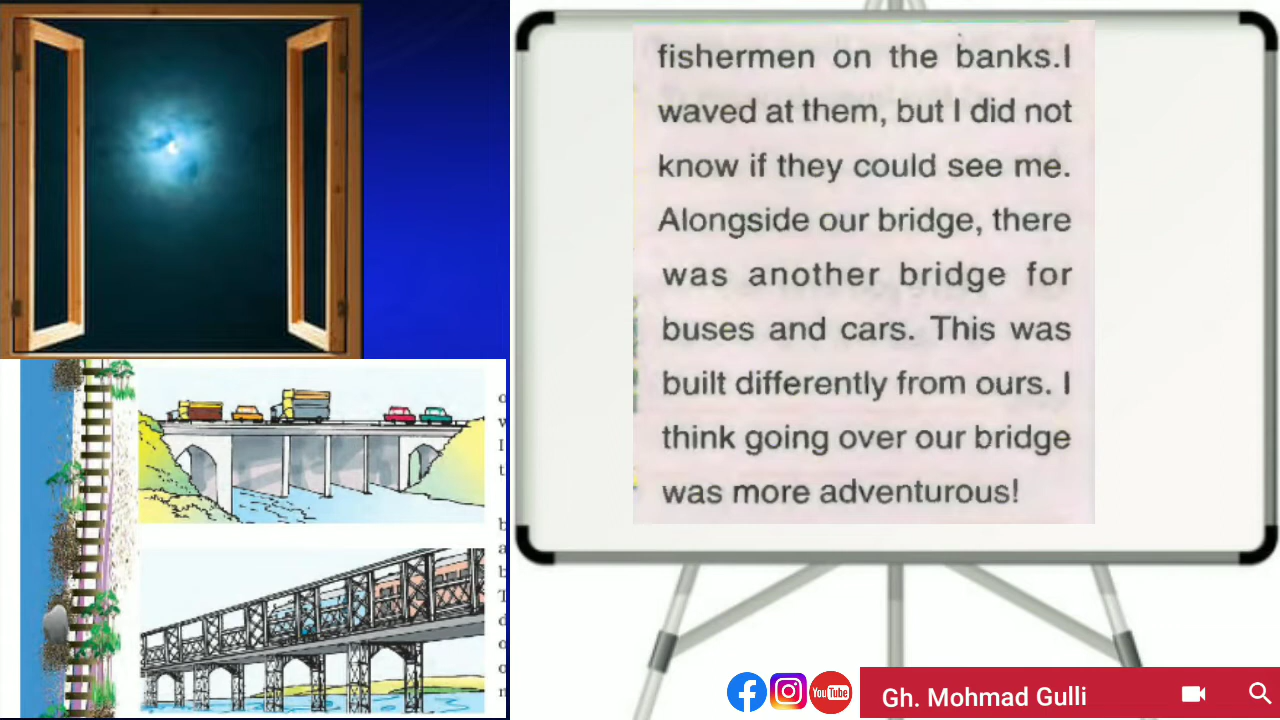 fishermen on the banks.I
waved at them, but I did not
know if they could see me.
Alongside our bridge, there
was another bridge for
buses and cars. This was
built differently from ours. I
think going over our bridge
was more adventurous!
YouTube
Gh. Mohmad Gulli